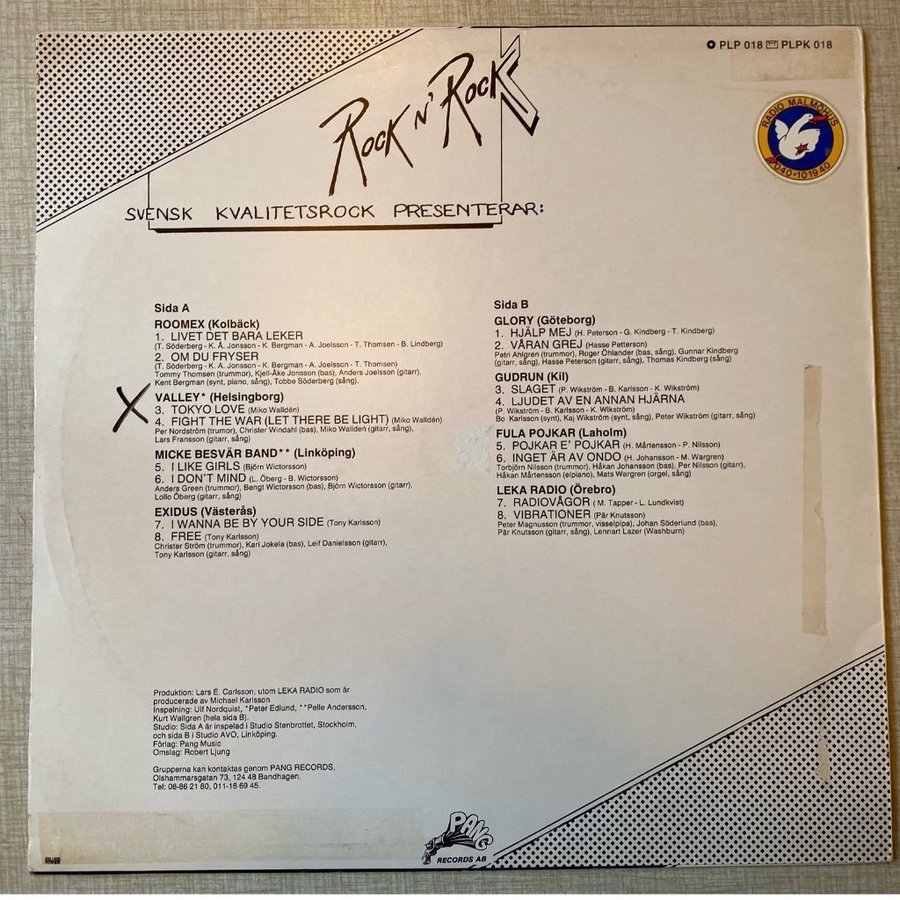 PLP 018 PLPK 018
RADIO MALMÖHUS
040-101940
ROCK N' ROCK
SVENSK KVALITETSROCK PRESENTERAR:
Sida A
ROOMEX (Kolbäck)
1. LIVET DET BARA LEKER
(T. Söderberg - K. Å. Jonsson - K. Bergman - A. Joelsson - T. Thomsen - B. Lindberg)
2. OM DU FRYSER
(T. Söderberg - K. A. Jonsson - K. Bergman - A. Joelsson - T. Thomsen)
Tommy Thomsen (trummor), Kjell-Åke Jonsson (bas), Anders Joelsson (gitarr),
Kent Bergman (synt, piano, sång), Tobbe Söderberg (sång).
X
VALLEY* (Helsingborg)
3. TOKYO LOVE (Miko Walldén)
4. FIGHT THE WAR (LET THERE BE LIGHT) (Miko Walldén)
Per Nordström (trummor), Christer Windahl (bas), Miko Walldén (gitarr, sång),
Lars Fransson (gitarr, sång)
MICKE BESVÄR BAND** (Linköping)
5. I LIKE GIRLS (Björn Wictorsson)
6. I DON'T MIND (L. Öberg - B. Wictorsson)
Anders Green (trummor), Bengt Wictorsson (bas), Björn Wictorsson (gitarr),
Lollo Öberg (gitarr, sång)
EXIDUS (Västerås)
7. I WANNA BE BY YOUR SIDE (Tony Karlsson)
8. FREE (Tony Karlsson)
Christer Ström (trummor), Kari Jokela (bas), Leif Danielsson (gitarr),
Tony Karlsson (gitarr, sång)
Sida B
GLORY (Göteborg)
1. HJÄLP MEJ (H. Peterson - G. Kindberg - T. Kindberg)
2. VÅRAN GREJ (Hasse Petterson)
Petri Ahlgren (trummor), Roger Öhlander (bas, sång), Gunnar Kindberg
(gitarr, sång), Hasse Peterson (gitarr, sång), Thomas Kindberg (sång)
GUDRUN (Kil)
3. SLAGET (P. Wikström - B. Karlsson - K. Wikström)
4. LJUDET AV EN ANNAN HJÄRNA
(P. Wikström - B. Karlsson - K. Wikström)
Bo Karlsson (synt), Kaj Wikström (synt, sång), Peter Wikström (gitarr, sång).
FULA POJKAR (Laholm)
5. POJKAR E' POJKAR (H. Mårtensson - P. Nilsson)
6. INGET ÄR AV ONDO (H. Johansson - M. Wargren)
Torbjörn Nilsson (trummor), Håkan Johansson (bas), Per Nilsson (gitarr),
Håkan Mårtensson (elpiano), Mats Wargren (orgel, sång)
LEKA RADIO (Örebro)
7. RADIOVÅGOR ( M. Tapper - L. Lundkvist)
8. VIBRATIONER (Pär Knutsson)
Peter Magnusson (trummor, visselpipa), Johan Söderlund (bas),
Pär Knutsson (gitarr, sång), Lennart Lazer (Washburn)
Produktion: Lars E. Carlsson, utom LEKA RADIO som är
producerade av Michael Karlsson
Inspelning: Ulf Nordquist, *Peter Edlund, **Pelle Andersson,
Kurt Wallgren (hela sida B).
Studio: Sida A är inspelad i Studio Stenbrottet, Stockholm,
och sida B i Studio AVO, Linköping.
Förlag: Pang Music
Omslag: Robert Ljung
Grupperna kan kontaktas genom PANG RECORDS,
Olshammarsgatan 73, 124 48 Bandhagen.
Tel: 08-86 21 80, 011-16 69 45.
PANG
RECORDS AB